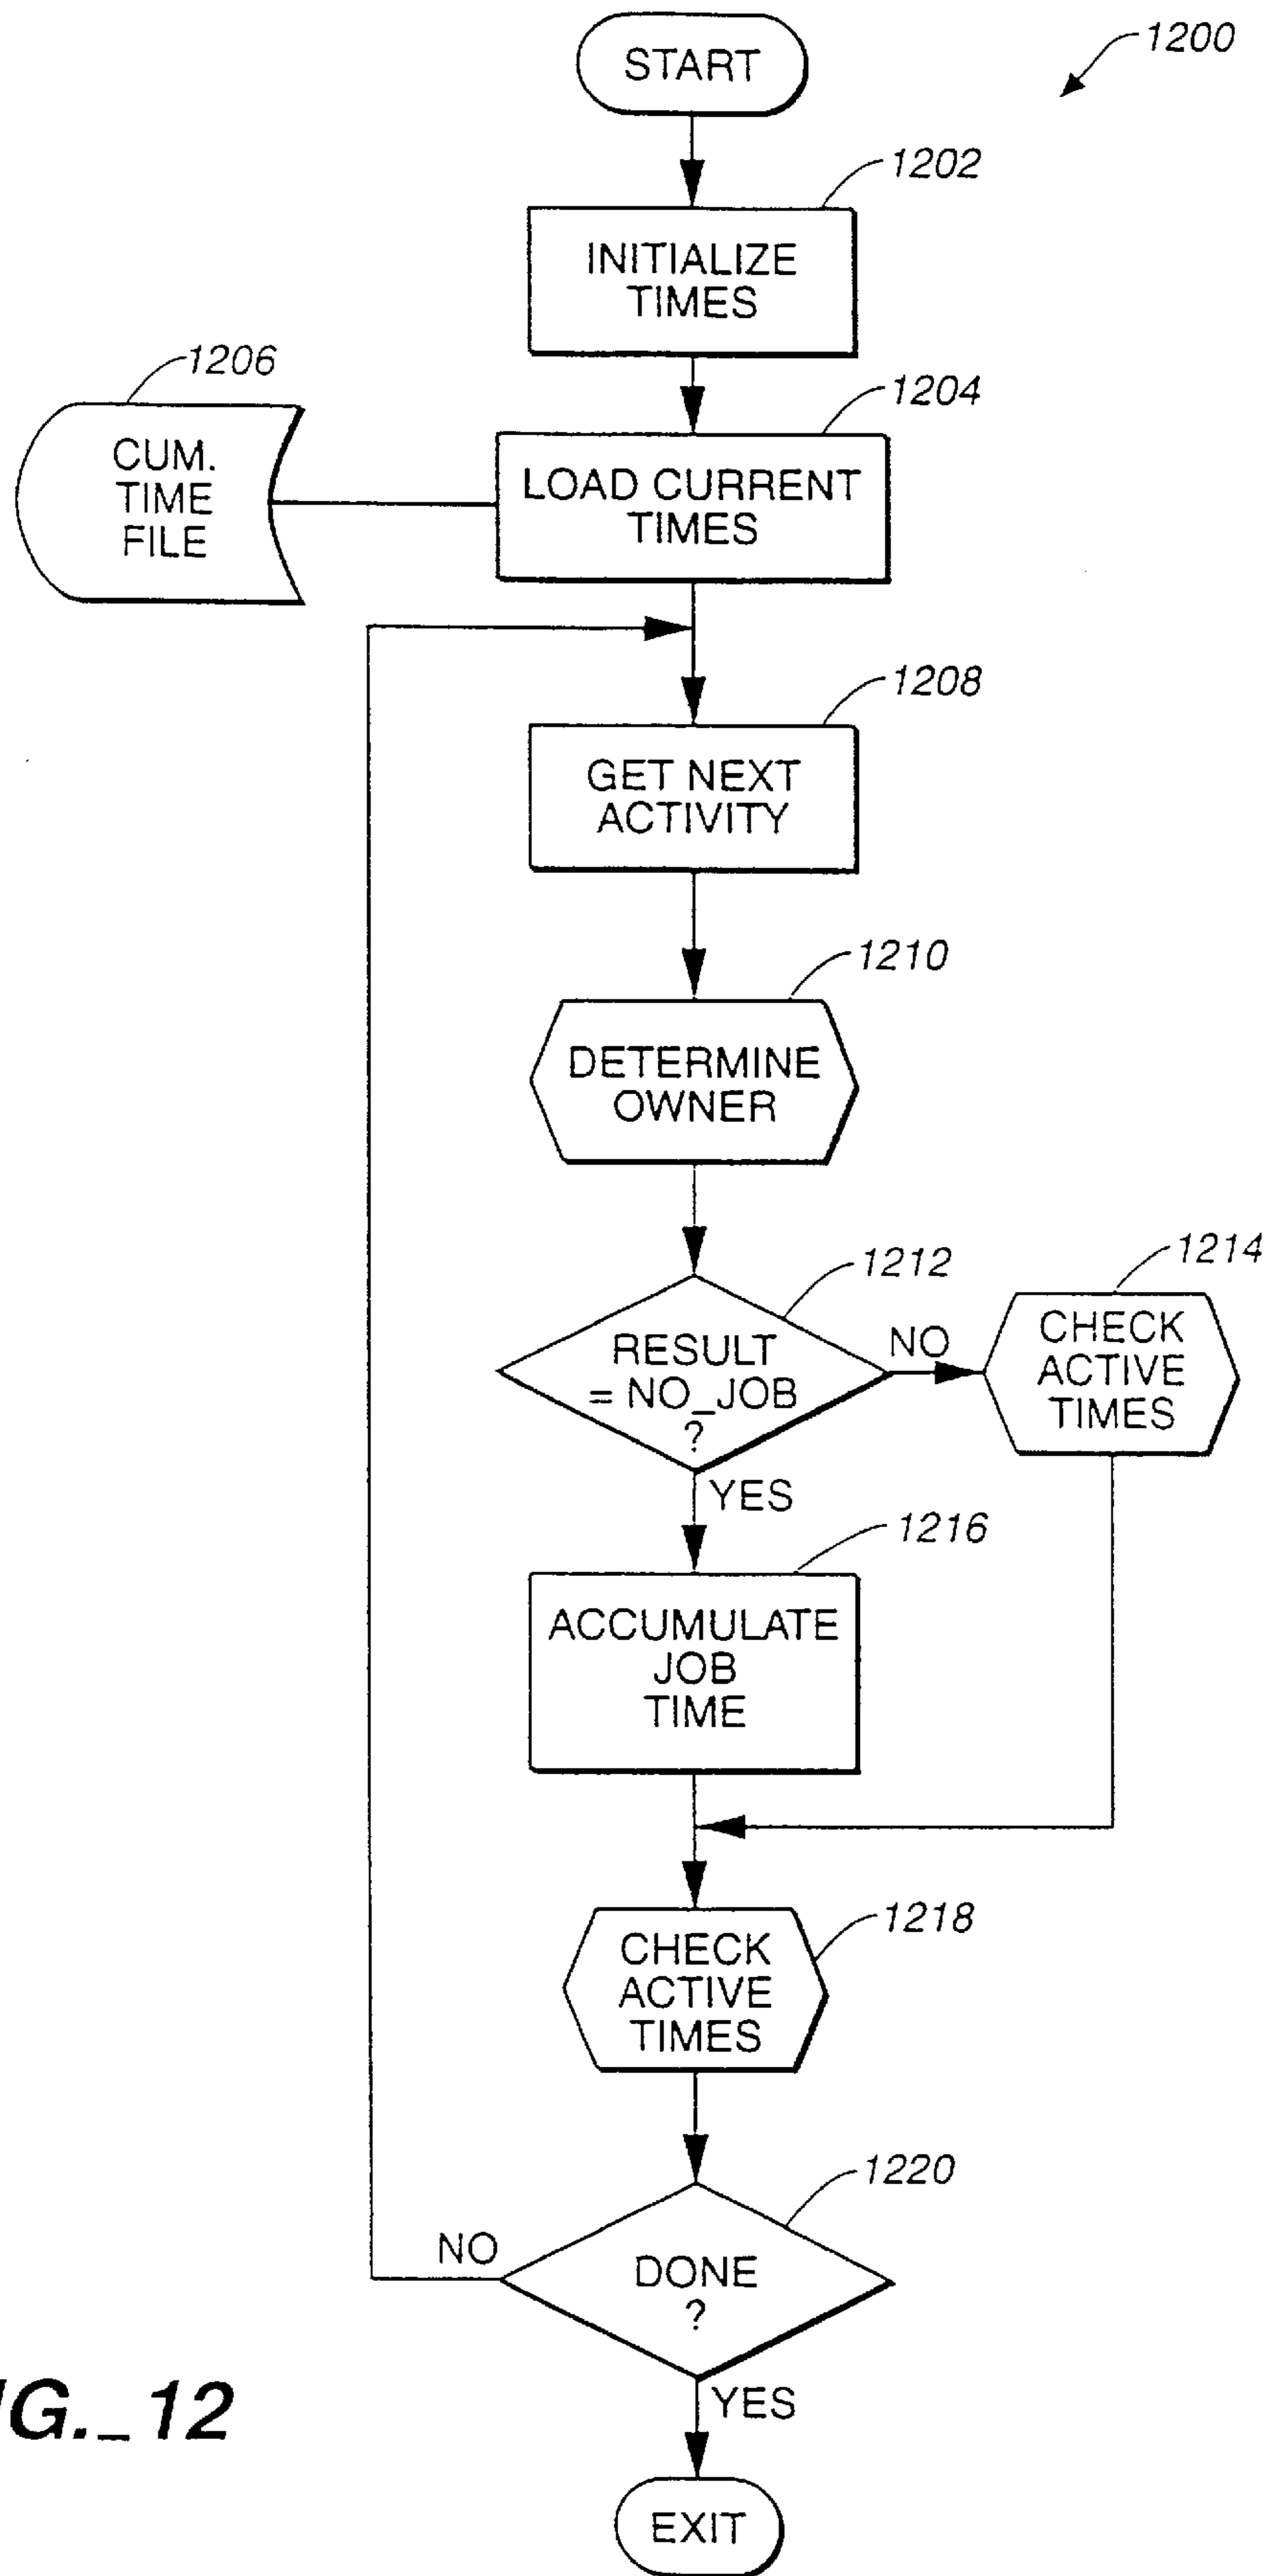 START
1200
1202
INITIALIZE
TIMES
1206
1204
CUM.
TIME
FILE
LOAD CURRENT
TIMES
1208
GET NEXT
ACTIVITY
1210
DETERMINE
OWNER
1212
1214
RESULT
= NO_JOB
?
NO
CHECK
ACTIVE
TIMES
YES
1216
ACCUMULATE
JOB
TIME
1218
CHECK
ACTIVE
TIMES
1220
NO
DONE
?
YES
G._12
EXIT